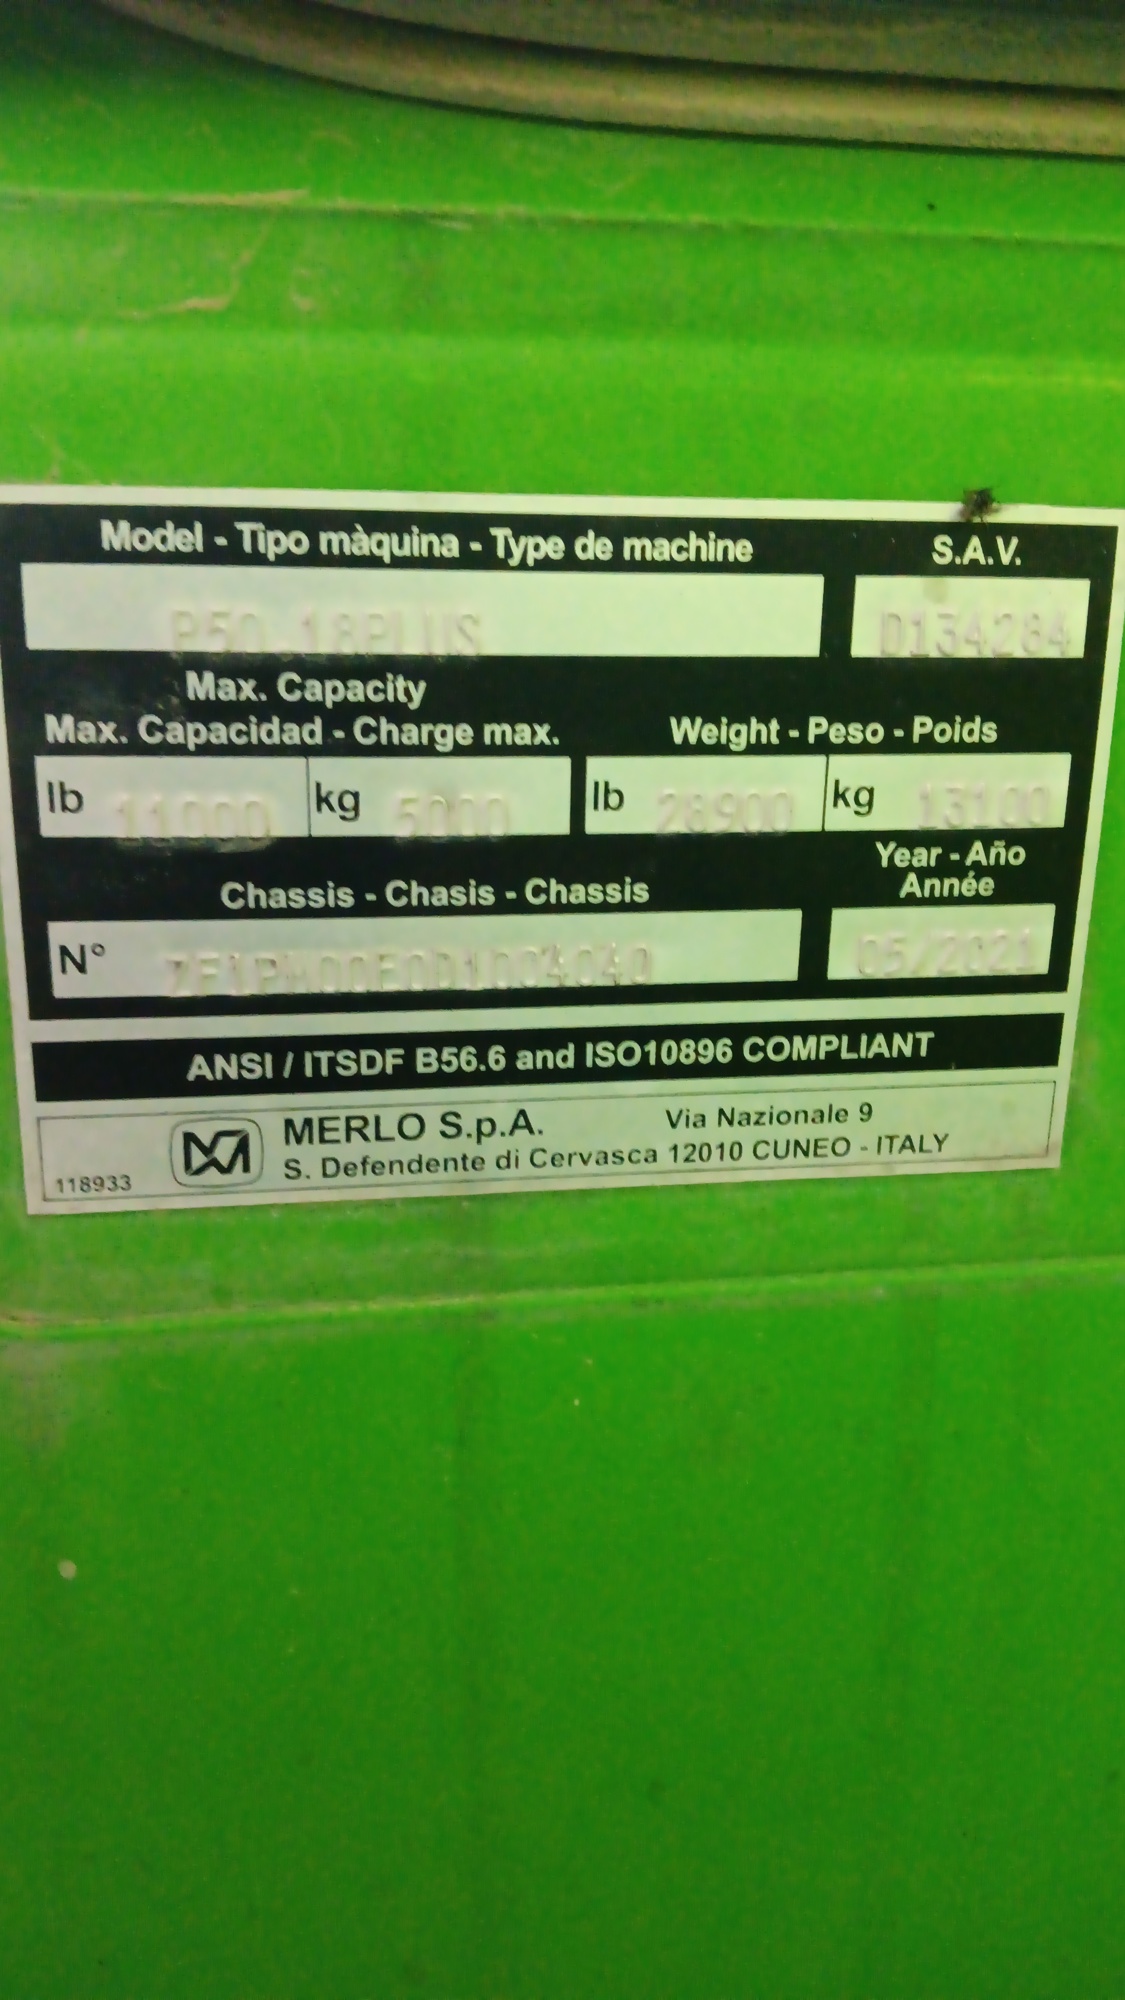 Model - Tipo màquina - Type de machine S.A.V.
P50.18PLUS D134284
Max. Capacity
Max. Capacidad - Charge max. Weight - Peso - Poids
lb 11000 kg 5000 lb 28900 kg 13100
Year - Año
Chassis - Chasis - Chassis Année
N° 05/2021
ANSI / ITSDF B56.6 and ISO10896 COMPLIANT
MERLO S.p.A. Via Nazionale 9
S. Defendente di Cervasca 12010 CUNEO - ITALY
118933